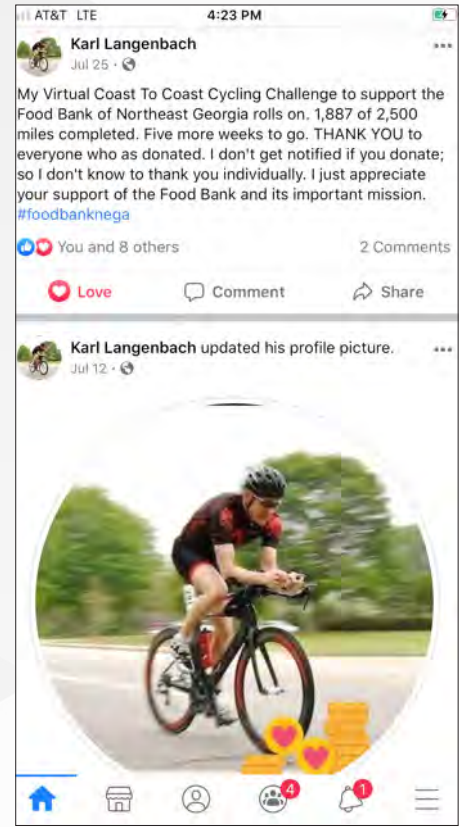 AT&T LTE 4:23 PM
Karl Langenbach
Jul 25 ·
My Virtual Coast To Coast Cycling Challenge to support the
Food Bank of Northeast Georgia rolls on. 1,887 of 2,500
miles completed. Five more weeks to go. THANK YOU to
everyone who as donated. I don't get notified if you donate;
so I don't know to thank you individually. I just appreciate
your support of the Food Bank and its important mission.
#foodbanknega
You and 8 others 2 Comments
Love Comment Share
Karl Langenbach updated his profile picture.
Jul 12 ·
4 1